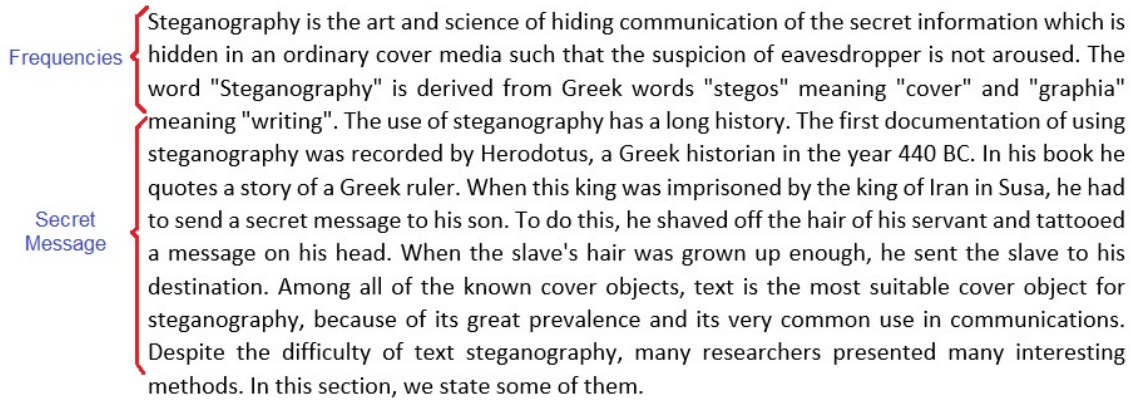 Steganography is the art and science of hiding communication of the secret information which is
Frequencies hidden in an ordinary cover media such that the suspicion of eavesdropper is not aroused. The
word "Steganography" is derived from Greek words "stegos" meaning "cover" and "graphia"
meaning "writing". The use of steganography has a long history. The first documentation of using
steganography was recorded by Herodotus, a Greek historian in the year 440 BC. In his book he
quotes a story of a Greek ruler. When this king was imprisoned by the king of Iran in Susa, he had
Secret
Message
to send a secret message to his son. To do this, he shaved off the hair of his servant and tattooed
a message on his head. When the slave's hair was grown up enough, he sent the slave to his
destination. Among all of the known cover objects, text is the most suitable cover object for
steganography, because of its great prevalence and its very common use in communications.
Despite the difficulty of text steganography, many researchers presented many interesting
methods. In this section, we state some of them.